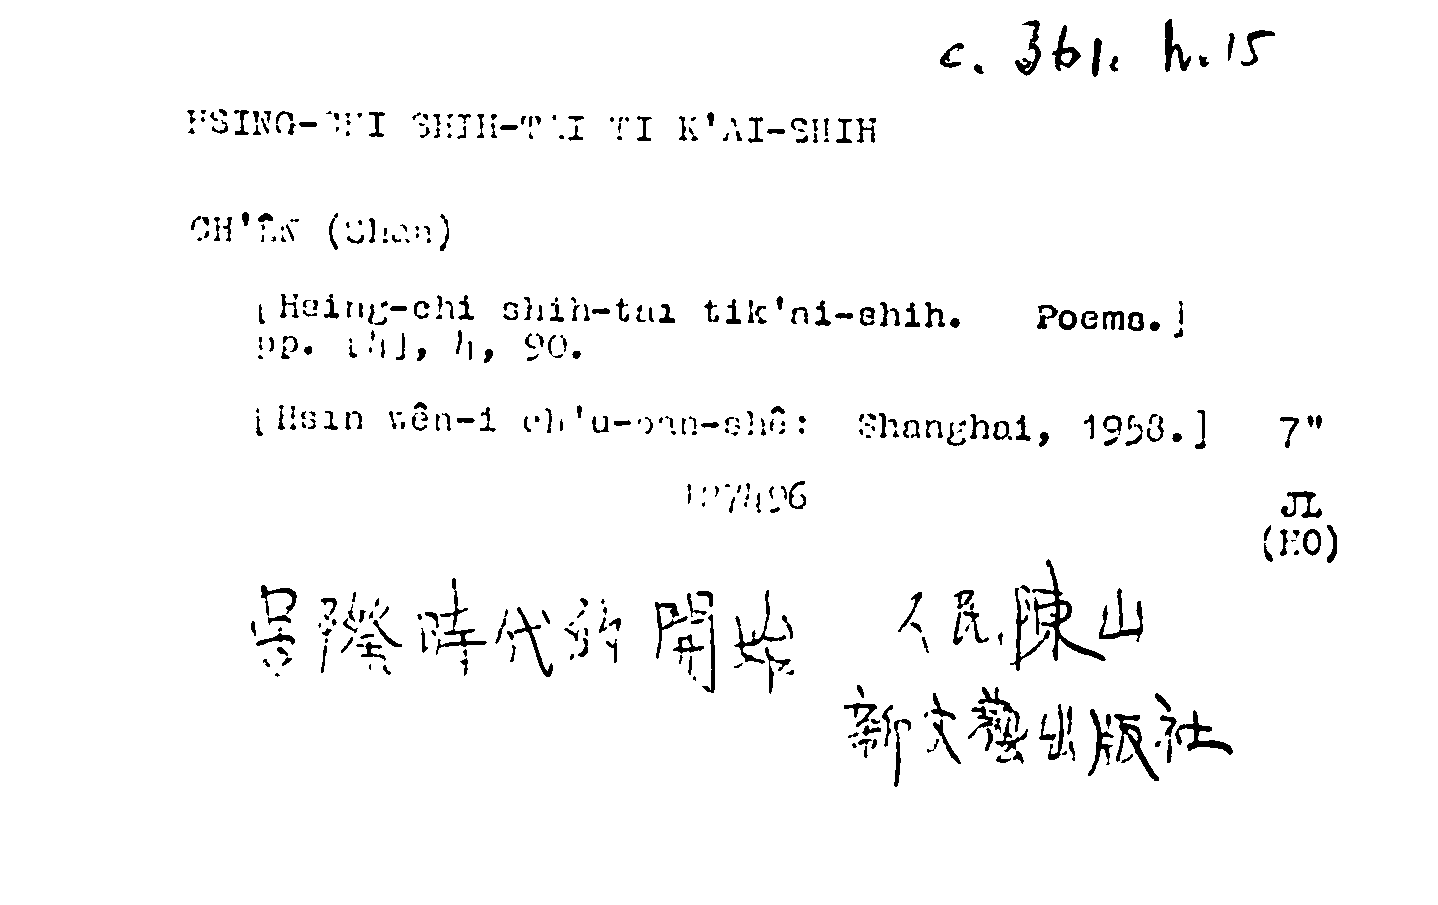 c. 361. h. 15
HSING-CHI SHIH-TAI TI K'AI-SHIH
CH'ÊN (Shan)
[Hsing-chi shih-tai tik'ai-shih. Poems.]
pp. [4], 4, 90.
[Hsin wên-i ch'u-pan-shê: Shanghai, 1958.] 7"
JL
(HO)
星際時代的開始 人民, 陳山
新文藝出版社